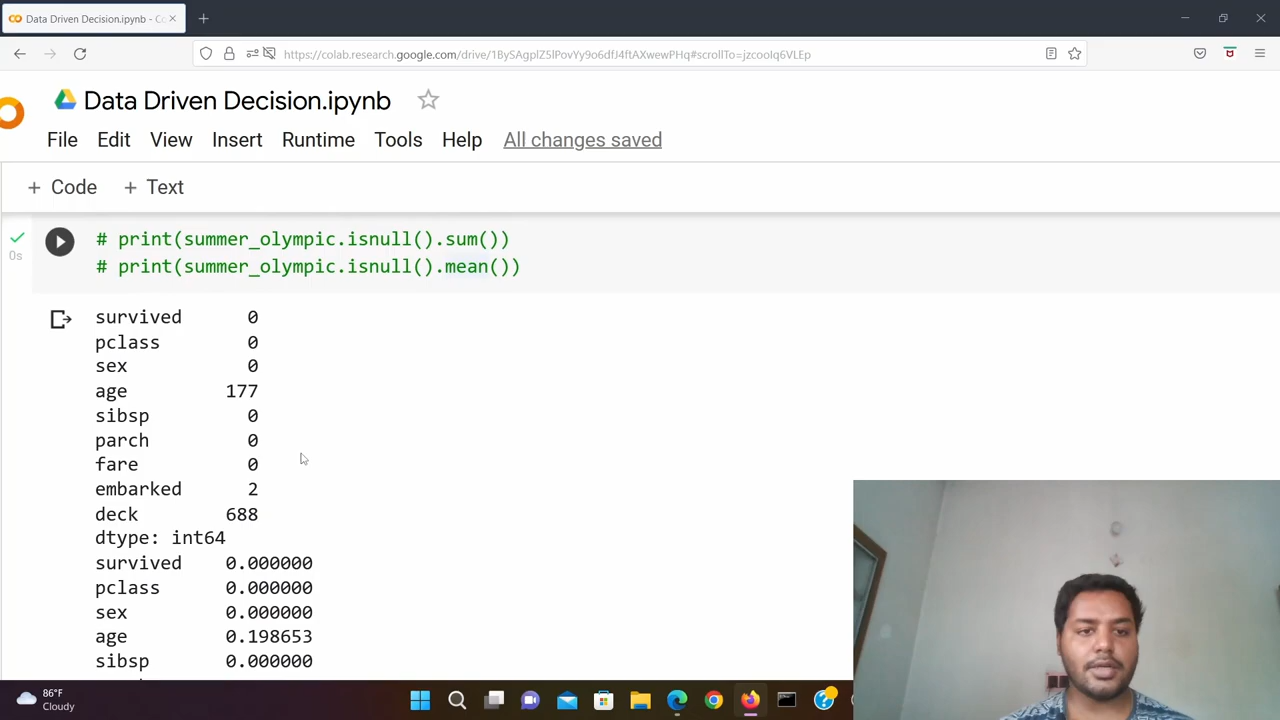 Data Driven Decision.ipynb - Co
https://colab.research.google.com/drive/1BySAgplZ5lPovYy9o6dfJ4ftAXwewPHq#scrollTo=jzcooIq6VLEp
Data Driven Decision.ipynb
File Edit View Insert Runtime Tools Help All changes saved
+ Code + Text
0s
# print(summer_olympic.isnull().sum())
# print(summer_olympic.isnull().mean())
survived 0
pclass 0
sex 0
age 177
sibsp 0
parch 0
fare 0
embarked 2
deck 688
dtype: int64
survived 0.000000
pclass 0.000000
sex 0.000000
age 0.198653
sibsp 0.000000
86°F
Cloudy